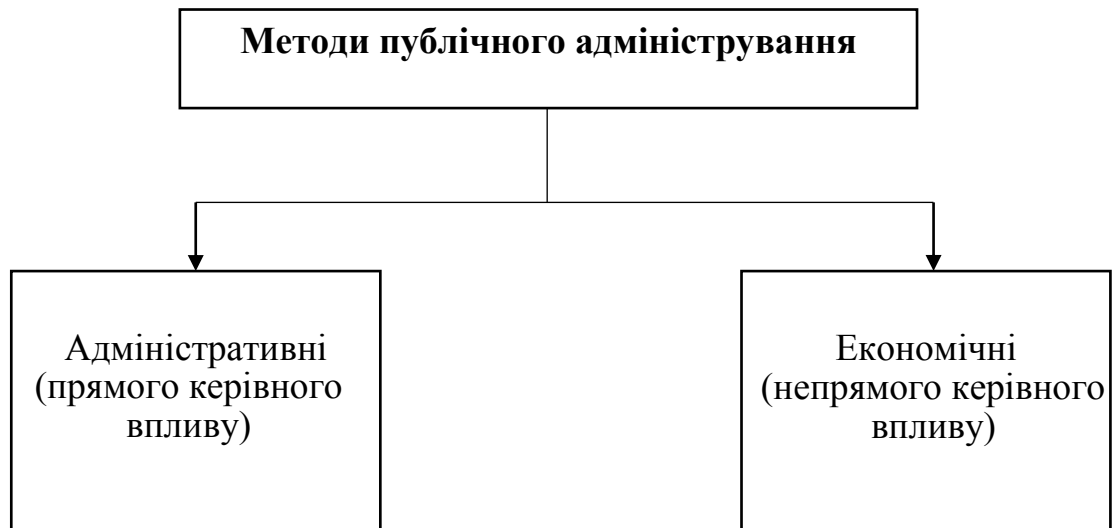 Методи публічного адміністрування
Адміністративні
(прямого керівного
впливу)
Економічні
(непрямого керівного
впливу)